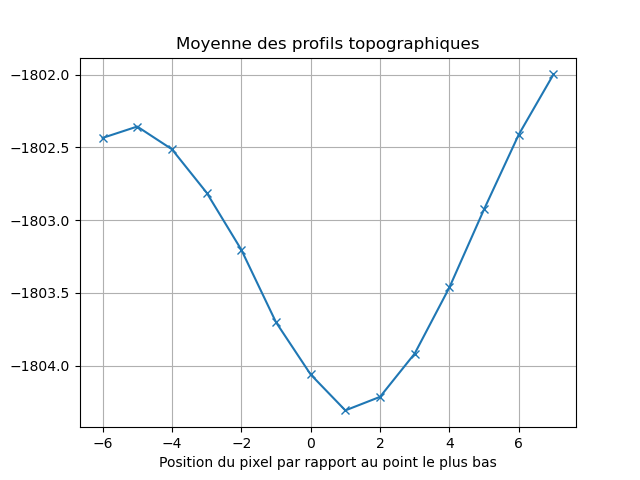 Moyenne des profils topographiques
−1802.0
−1802.5
−1803.0
−1803.5
−1804.0
−6 −4 −2 0 2 4 6
Position du pixel par rapport au point le plus bas